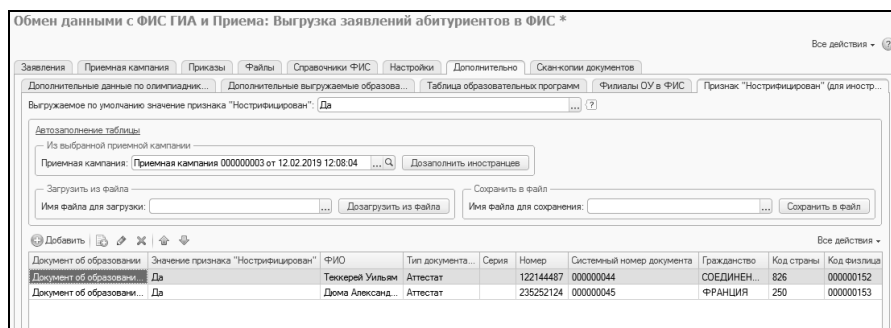 Обмен данными с ФИС ГИА и Приема: Выгрузка заявлений абитуриентов в ФИС *
Все действия
Заявления Приемная кампания Приказы Файлы Справочники ФИС Настройки Дополнительно Скан-копии документов
Дополнительные данные по олимпиадник... Дополнительные выгружаемые образова... Таблица образовательных программ Филиалы ОУ в ФИС Признак "Нострифицирован" (для иностр...
Выгружаемое по умолчанию значение признака "Нострифицирован": Да ... ?
Автозаполнение таблицы
Из выбранной приемной кампании
Приемная кампания: Приемная кампания 000000003 от 12.02.2019 12:08:04 ... Дозаполнить иностранцев
Загрузить из файла Сохранить в файл
Имя файла для загрузки: ... Дозагрузить из файла Имя файла для сохранения: ... Сохранить в файл
Добавить Все действия
Документ об образовании Значение признака "Нострифицирован" ФИО Тип документа... Серия Номер Системный номер документа Гражданство Код страны Код физлица
Документ об образовани... Да Теккерей Уильям Аттестат 122144487 000000044 СОЕДИНЕН... 826 000000152
Документ об образовани... Да Дюма Александ... Аттестат 235252124 000000045 ФРАНЦИЯ 250 000000153